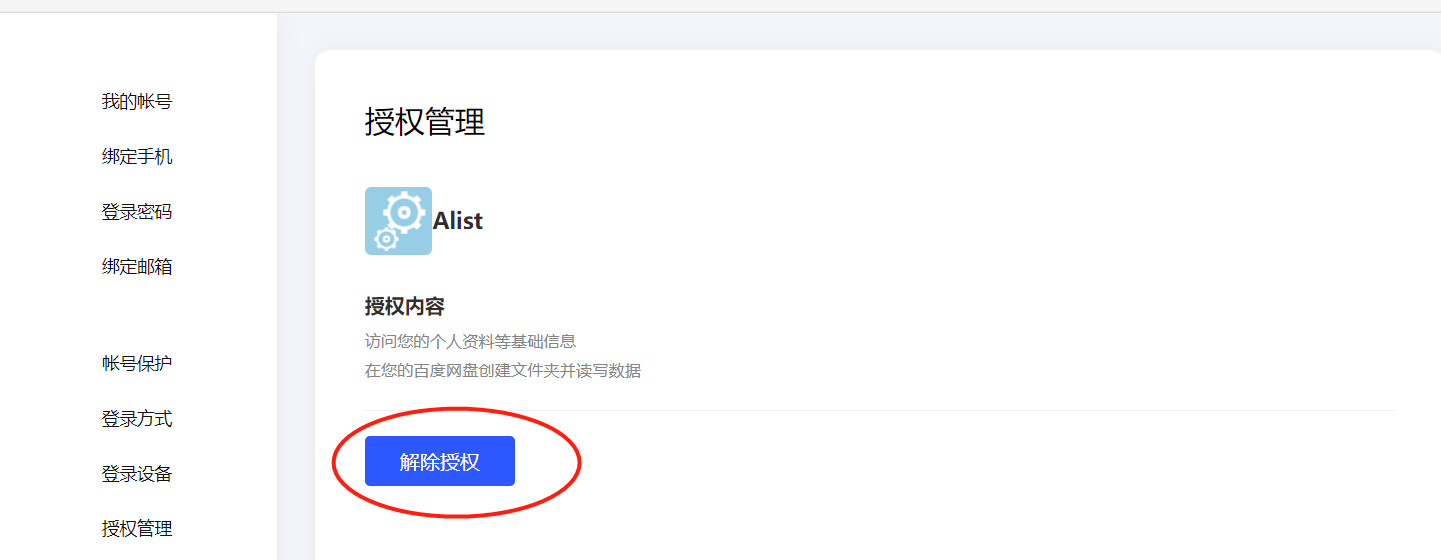 我的帐号
绑定手机
登录密码
绑定邮箱
帐号保护
登录方式
登录设备
授权管理
授权管理
Alist
授权内容
访问您的个人资料等基础信息
在您的百度网盘创建文件夹并读写数据
解除授权